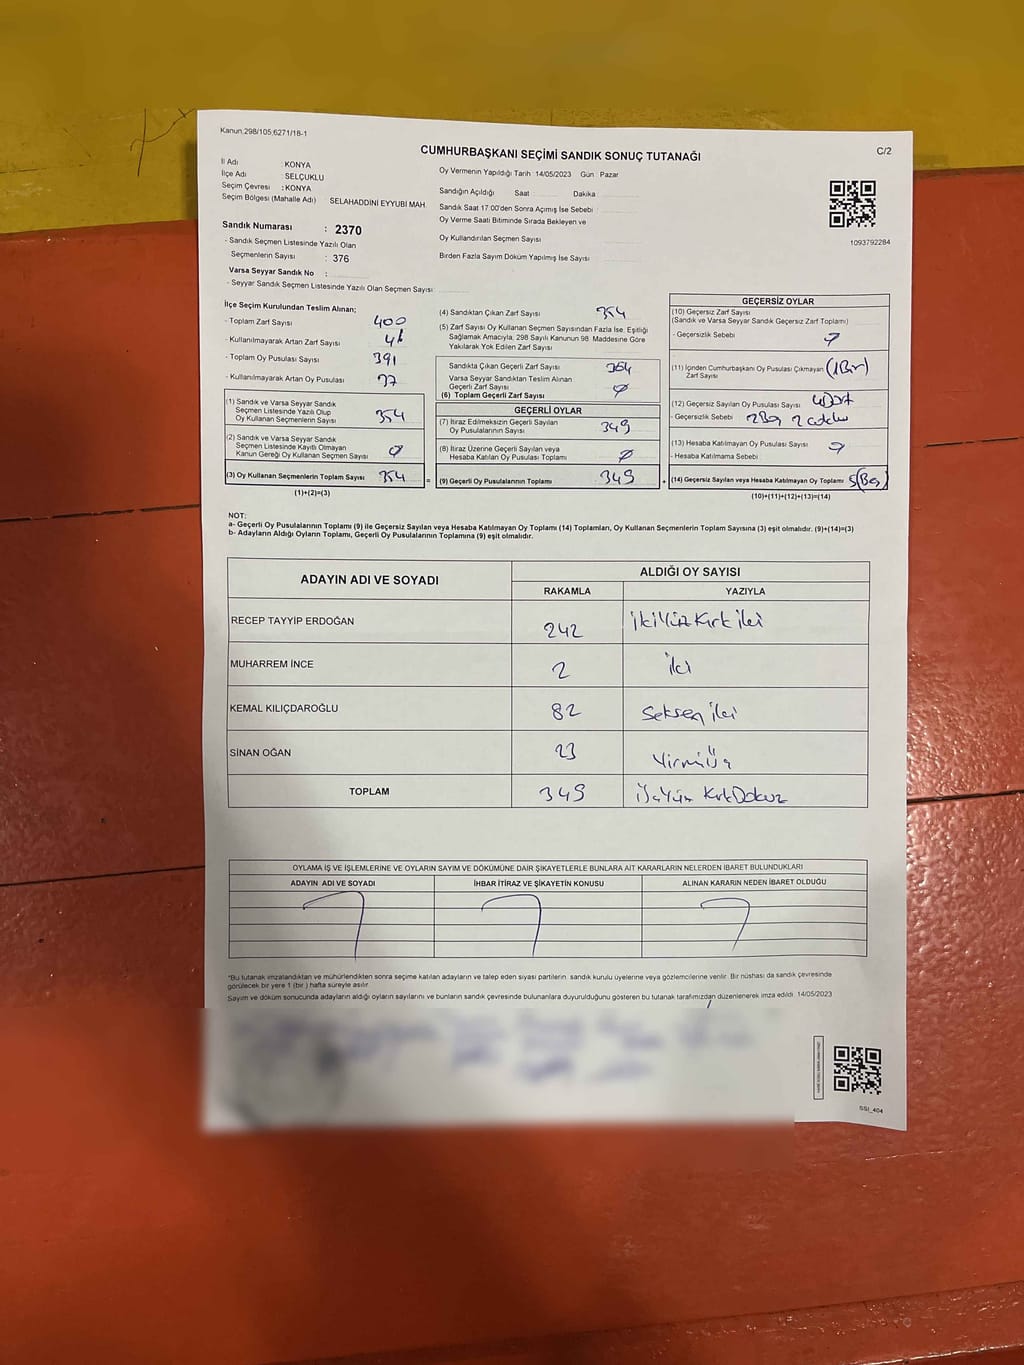 Kanun,298/105,6271/18-1
C/2
CUMHURBAŞKANI SEÇİMİ SANDIK SONUÇ TUTANAĞI
İl Adı : KONYA
İlçe Adı : SELÇUKLU
Seçim Çevresi : KONYA
Seçim Bölgesi (Mahalle Adı) SELAHADDİNİ EYYUBİ MAH.
Sandık Numarası : 2370
- Sandık Seçmen Listesinde Yazılı Olan
Seçmenlerin Sayısı : 376
Varsa Seyyar Sandık No :
- Seyyar Sandık Seçmen Listesinde Yazılı Olan Seçmen Sayısı:
Oy Vermenin Yapıldığı Tarih 14/05/2023 Gün : Pazar
Sandığın Açıldığı Saat Dakika
Sandık Saat 17:00'den Sonra Açılmış İse Sebebi :
Oy Verme Saati Bitiminde Sırada Bekleyen ve
Oy Kullandırılan Seçmen Sayısı
Birden Fazla Sayım Döküm Yapılmış İse Sayısı :
1093792284
İlçe Seçim Kurulundan Teslim Alınan;
- Toplam Zarf Sayısı 400
- Kullanılmayarak Artan Zarf Sayısı 46
- Toplam Oy Pusulası Sayısı 391
- Kullanılmayarak Artan Oy Pusulası 37
(1) Sandık ve Varsa Seyyar Sandık
Seçmen Listesinde Yazılı Olup
Oy Kullanan Seçmenlerin Sayısı 354
(2) Sandık ve Varsa Seyyar Sandık
Seçmen Listesinde Kayıtlı Olmayan
Kanun Gereği Oy Kullanan Seçmen Sayısı 0
(3) Oy Kullanan Seçmenlerin Toplam Sayısı 354 =
(1)+(2)=(3)
(4) Sandıktan Çıkan Zarf Sayısı 354
(5) Zarf Sayısı Oy Kullanan Seçmen Sayısından Fazla İse, Eşitliği
Sağlamak Amacıyla, 298 Sayılı Kanunun 98. Maddesine Göre
Yakılarak Yok Edilen Zarf Sayısı
Sandıkta Çıkan Geçerli Zarf Sayısı 354
Varsa Seyyar Sandıktan Teslim Alınan
Geçerli Zarf Sayısı 0
(6) Toplam Geçerli Zarf Sayısı
GEÇERLİ OYLAR
(7) İtiraz Edilmeksizin Geçerli Sayılan
Oy Pusulalarının Sayısı 349
(8) İtiraz Üzerine Geçerli Sayılan veya
Hesaba Katılan Oy Pusulası Toplamı 0
(9) Geçerli Oy Pusulalarının Toplamı 349 +
GEÇERSİZ OYLAR
(10) Geçersiz Zarf Sayısı
(Sandık ve Varsa Seyyar Sandık Geçersiz Zarf Toplamı)
- Geçersizlik Sebebi
(11) İçinden Cumhurbaşkanı Oy Pusulası Çıkmayan (1Bir)
Zarf Sayısı
(12) Geçersiz Sayılan Oy Pusulası Sayısı 4Dört
- Geçersizlik Sebebi 2 Boş 2
(13) Hesaba Katılmayan Oy Pusulası Sayısı
- Hesaba Katılmama Sebebi
(14) Geçersiz Sayılan veya Hesaba Katılmayan Oy Toplamı 5(Beş)
(10)+(11)+(12)+(13)=(14)
NOT:
a- Geçerli Oy Pusulalarının Toplamı (9) ile Geçersiz Sayılan veya Hesaba Katılmayan Oy Toplamı (14) Toplamları, Oy Kullanan Seçmenlerin Toplam Sayısına (3) eşit olmalıdır. (9)+(14)=(3)
b- Adayların Aldığı Oyların Toplamı, Geçerli Oy Pusulalarının Toplamına (9) eşit olmalıdır.
ADAYIN ADI VE SOYADI ALDIĞI OY SAYISI
RAKAMLA YAZIYLA
RECEP TAYYİP ERDOĞAN 242 İkiYüzKırkiki
MUHARREM İNCE 2 iki
KEMAL KILIÇDAROĞLU 82 Seksen iki
SİNAN OĞAN 23 YirmiÜç
TOPLAM 349 ÜçYüz KırkDokuz
OYLAMA İŞ VE İŞLEMLERİNE VE OYLARIN SAYIM VE DÖKÜMÜNE DAİR ŞİKAYETLERLE BUNLARA AİT KARARLARIN NELERDEN İBARET BULUNDUKLARI
ADAYIN ADI VE SOYADI İHBAR İTİRAZ VE ŞİKAYETİN KONUSU ALINAN KARARIN NEDEN İBARET OLDUĞU
*Bu tutanak imzalandıktan ve mühürlendikten sonra seçime katılan adayların ve talep eden siyasi partilerin sandık kurulu üyelerine veya gözlemcilerine verilir. Bir nüshası da sandık çevresinde
görülecek bir yere 1 (bir) hafta süreyle asılır.
Sayım ve döküm sonucunda adayların aldığı oyların sayılarını ve bunların sandık çevresinde bulunanlara duyurulduğunu gösteren bu tutanak tarafımızdan düzenlenerek imza edildi. 14/05/2023
SSI_404